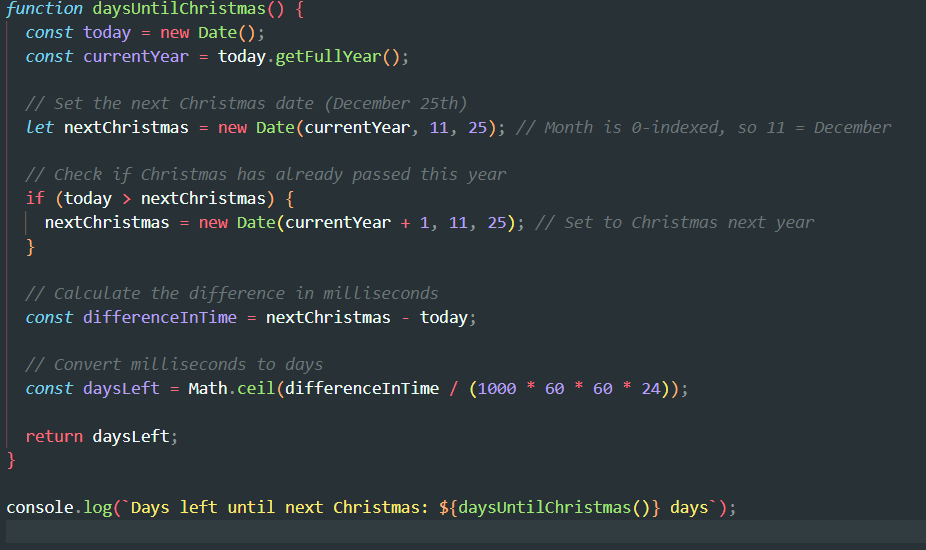 function daysUntilChristmas() {
  const today = new Date();
  const currentYear = today.getFullYear();

  // Set the next Christmas date (December 25th)
  let nextChristmas = new Date(currentYear, 11, 25); // Month is 0-indexed, so 11 = December

  // Check if Christmas has already passed this year
  if (today > nextChristmas) {
    nextChristmas = new Date(currentYear + 1, 11, 25); // Set to Christmas next year
  }

  // Calculate the difference in milliseconds
  const differenceInTime = nextChristmas - today;

  // Convert milliseconds to days
  const daysLeft = Math.ceil(differenceInTime / (1000 * 60 * 60 * 24));

  return daysLeft;
}

console.log(`Days left until next Christmas: ${daysUntilChristmas()} days`);